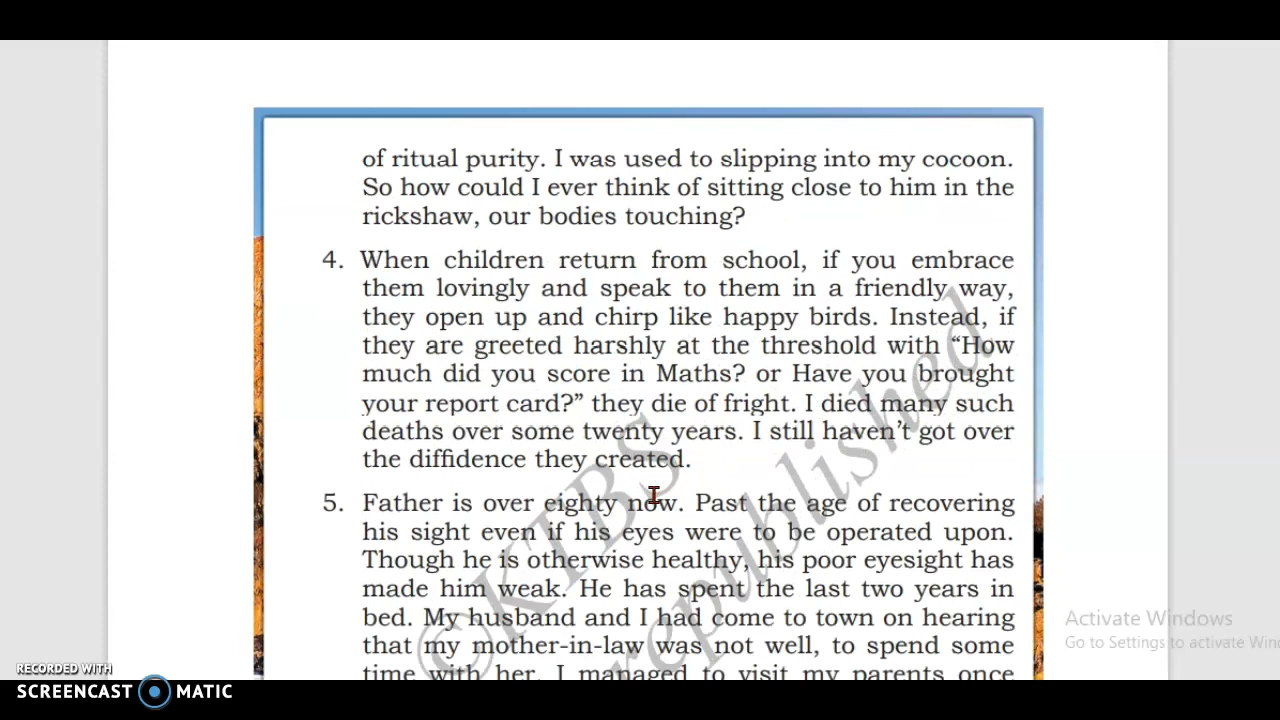 of ritual purity. I was used to slipping into my cocoon.
So how could I ever think of sitting close to him in the
rickshaw, our bodies touching?
4. When children return from school, if you embrace
them lovingly and speak to them in a friendly way,
they open up and chirp like happy birds. Instead, if
they are greeted harshly at the threshold with “How
much did you score in Maths? or Have you brought
your report card?” they die of fright. I died many such
deaths over some twenty years. I still haven’t got over
the diffidence they created.
5. Father is over eighty now. Past the age of recovering
his sight even if his eyes were to be operated upon.
Though he is otherwise healthy, his poor eyesight has
made him weak. He has spent the last two years in
bed. My husband and I had come to town on hearing
that my mother-in-law was not well, to spend some
time with her. I managed to visit my parents once
©KTBS
republished
Activate Windows
Go to Settings to activate Win
RECORDED WITH
SCREENCAST MATIC